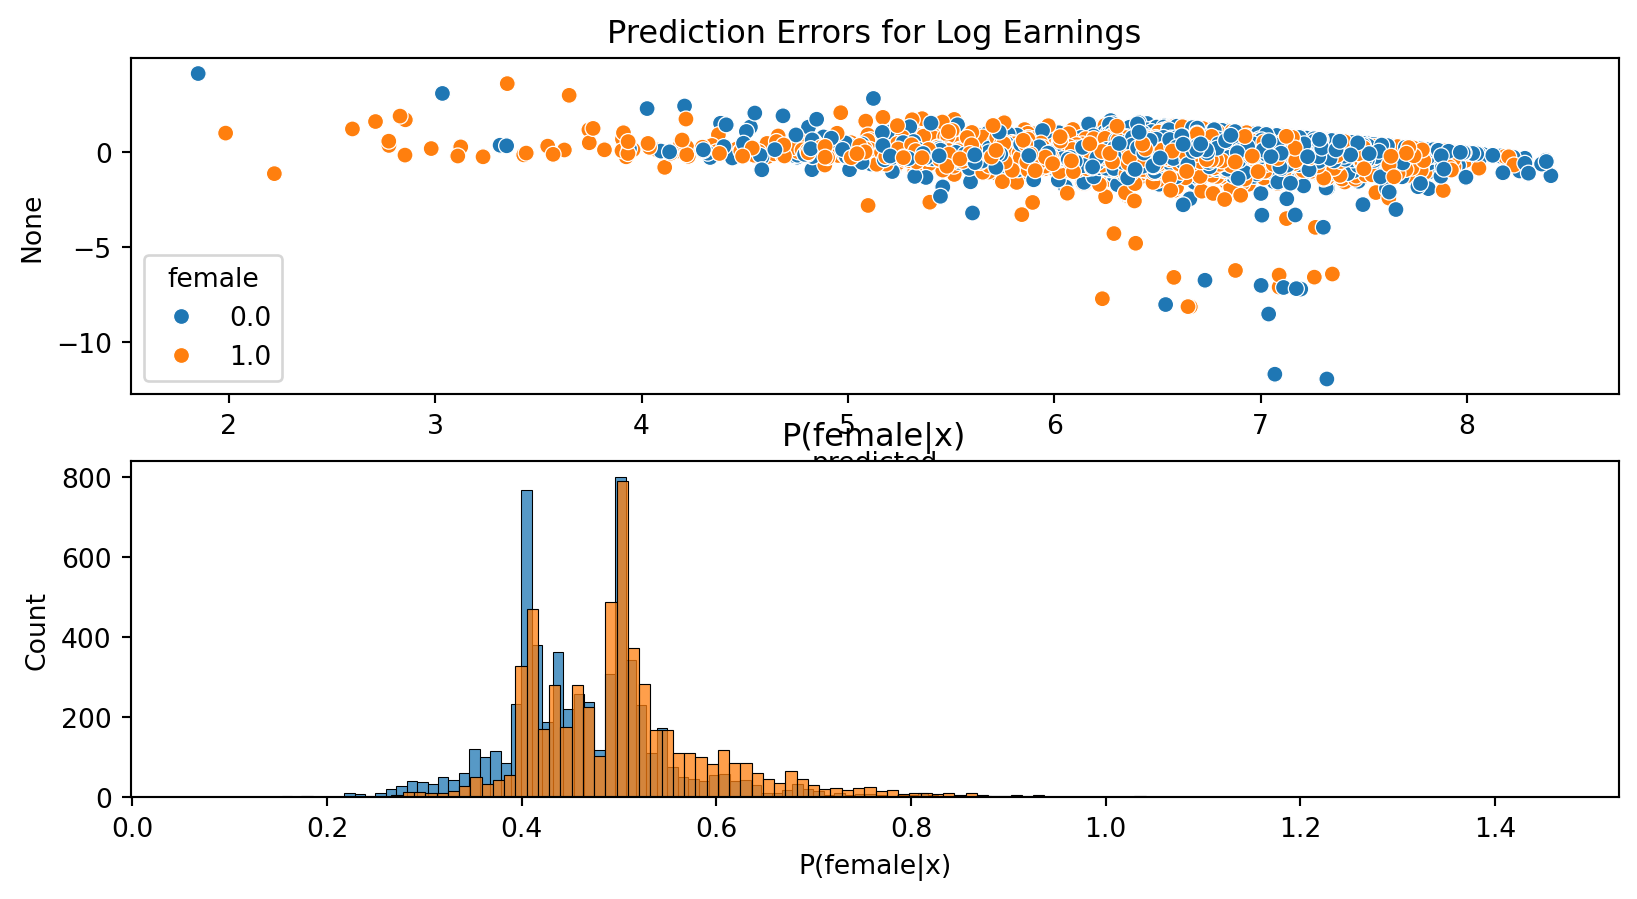 Prediction Errors for Log Earnings
None
0
−5
−10
female
0.0
1.0
2 3 4 5 6 7 8
predicted
P(female|x)
Count
800
600
400
200
0
0.0 0.2 0.4 0.6 0.8 1.0 1.2 1.4
P(female|x)